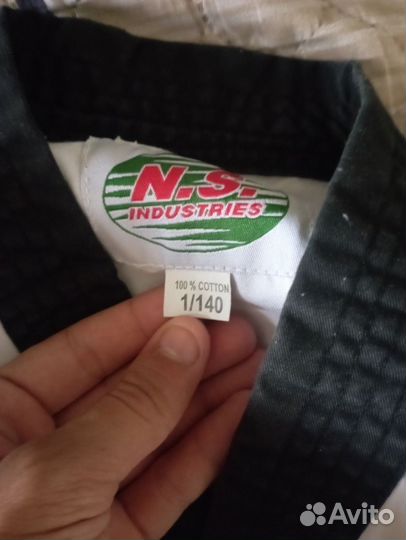 N.S.
INDUSTRIES
100 % COTTON
1/140
Avito